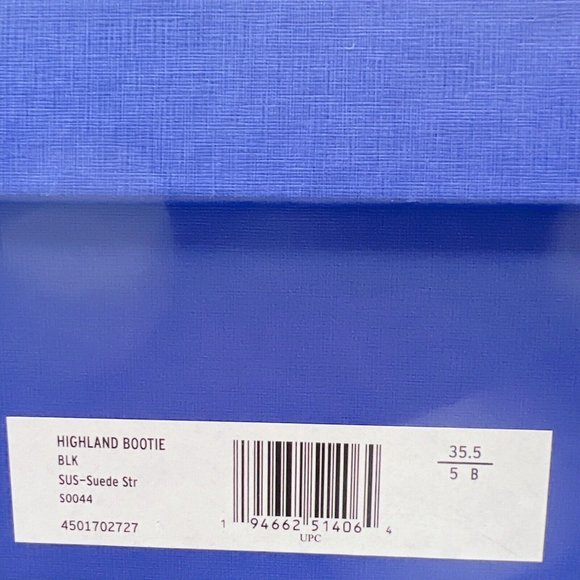 HIGHLAND BOOTIE
BLK
SUS-Suede Str
S0044
4501702727
1 94662 51406 4
UPC
35.5
5 B